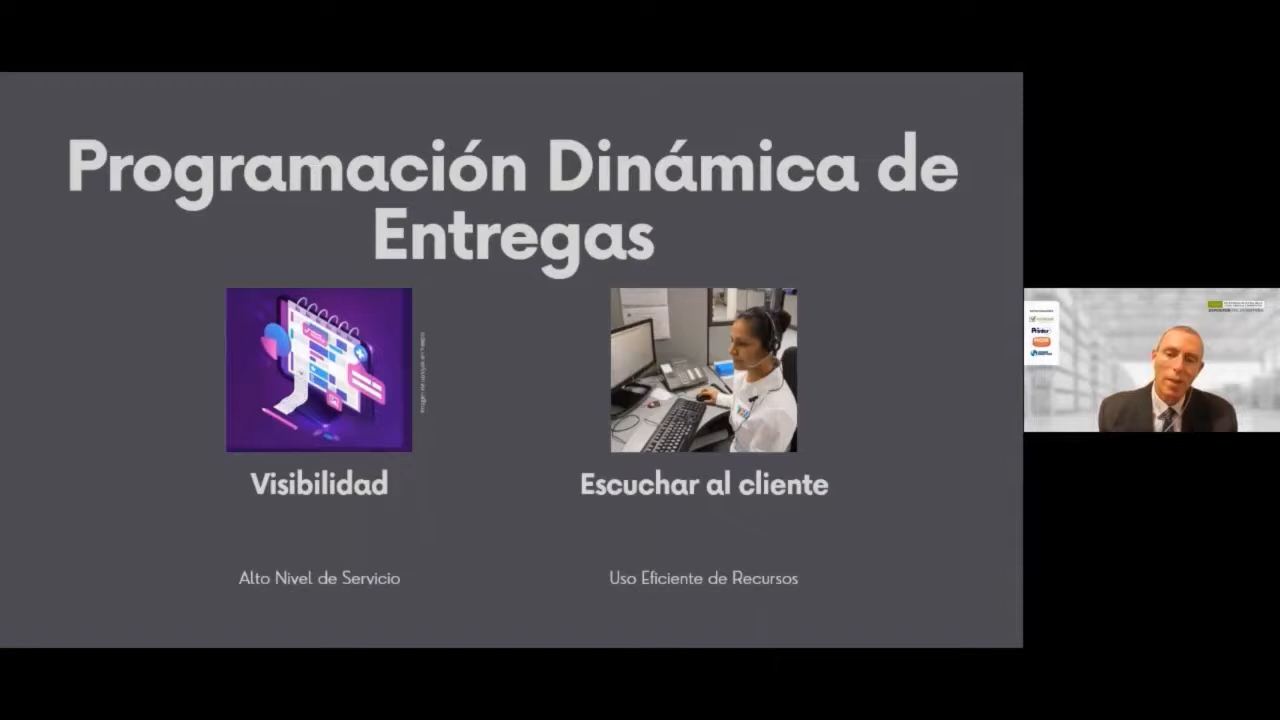 Programación Dinámica de
Entregas
Visibilidad
Escuchar al cliente
Alto Nivel de Servicio
Uso Eficiente de Recursos